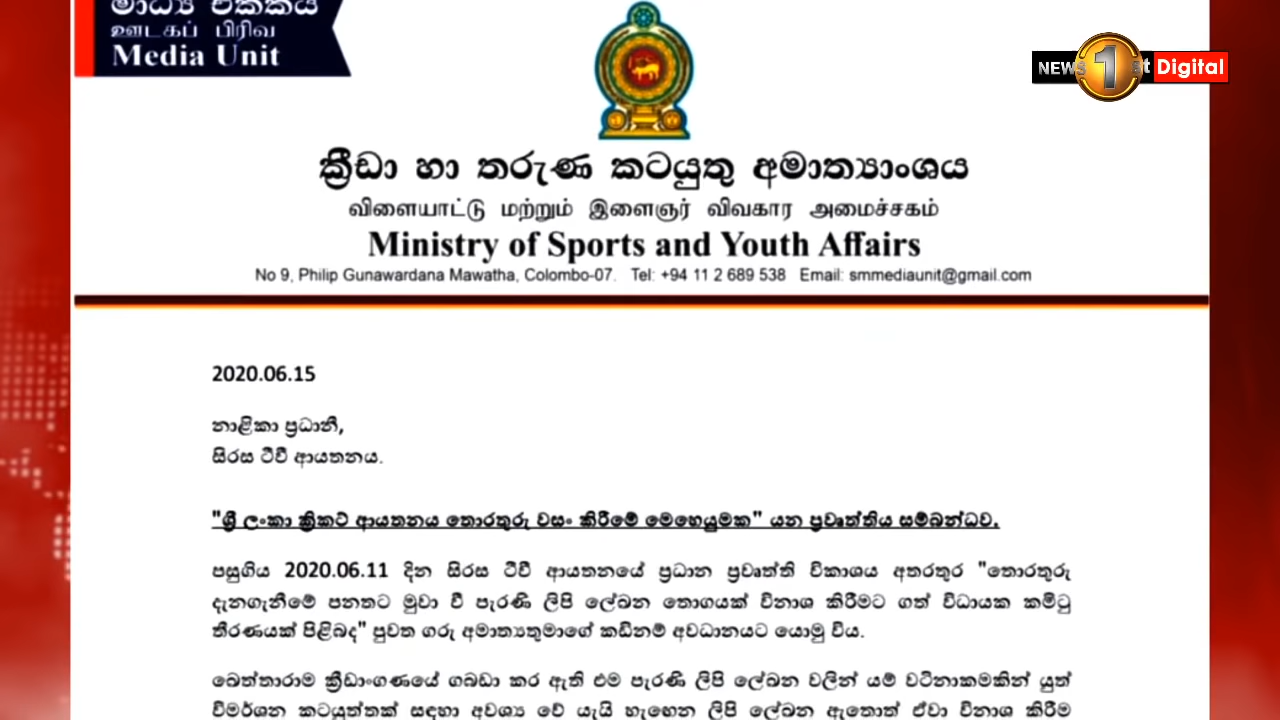 මාධ්‍ය ඒකකය
ஊடகப் பிரிவு
Media Unit
NEWS 1st Digital
ක්‍රීඩා හා තරුණ කටයුතු අමාත්‍යාංශය
விளையாட்டு மற்றும் இளைஞர் விவகார அமைச்சகம்
Ministry of Sports and Youth Affairs
No 9, Philip Gunawardana Mawatha, Colombo-07. Tel: +94 11 2 689 538 Email: smmediaunit@gmail.com
2020.06.15
නාළිකා ප්‍රධානී,
සිරස ටීවී ආයතනය.
"ශ්‍රී ලංකා ක්‍රිකට් ආයතනය තොරතුරු වසං කිරීමේ මෙහෙයුමක" යන ප්‍රවෘත්තිය සම්බන්ධව.
පසුගිය 2020.06.11 දින සිරස ටීවී ආයතනයේ ප්‍රධාන ප්‍රවෘත්ති විකාශය අතරතුර "තොරතුරු
දැනගැනීමේ පනතට මුවා වී පැරණි ලිපි ලේඛන තොගයක් විනාශ කිරීමට ගත් විධායක කමිටු
තීරණයක් පිළිබඳ" පුවත ගරු අමාත්‍යතුමාගේ කඩිනම් අවධානයට යොමු විය.
ඛෙත්තාරාම ක්‍රීඩාංගණයේ ගබඩා කර ඇති එම පැරණි ලිපි ලේඛන වලින් යම් වටිනාකමකින් යුත්
විමර්ශන කටයුත්තක් සඳහා අවශ්‍ය වේ යැයි හැඟෙන ලිපි ලේඛන ඇතොත් ඒවා විනාශ කිරීම